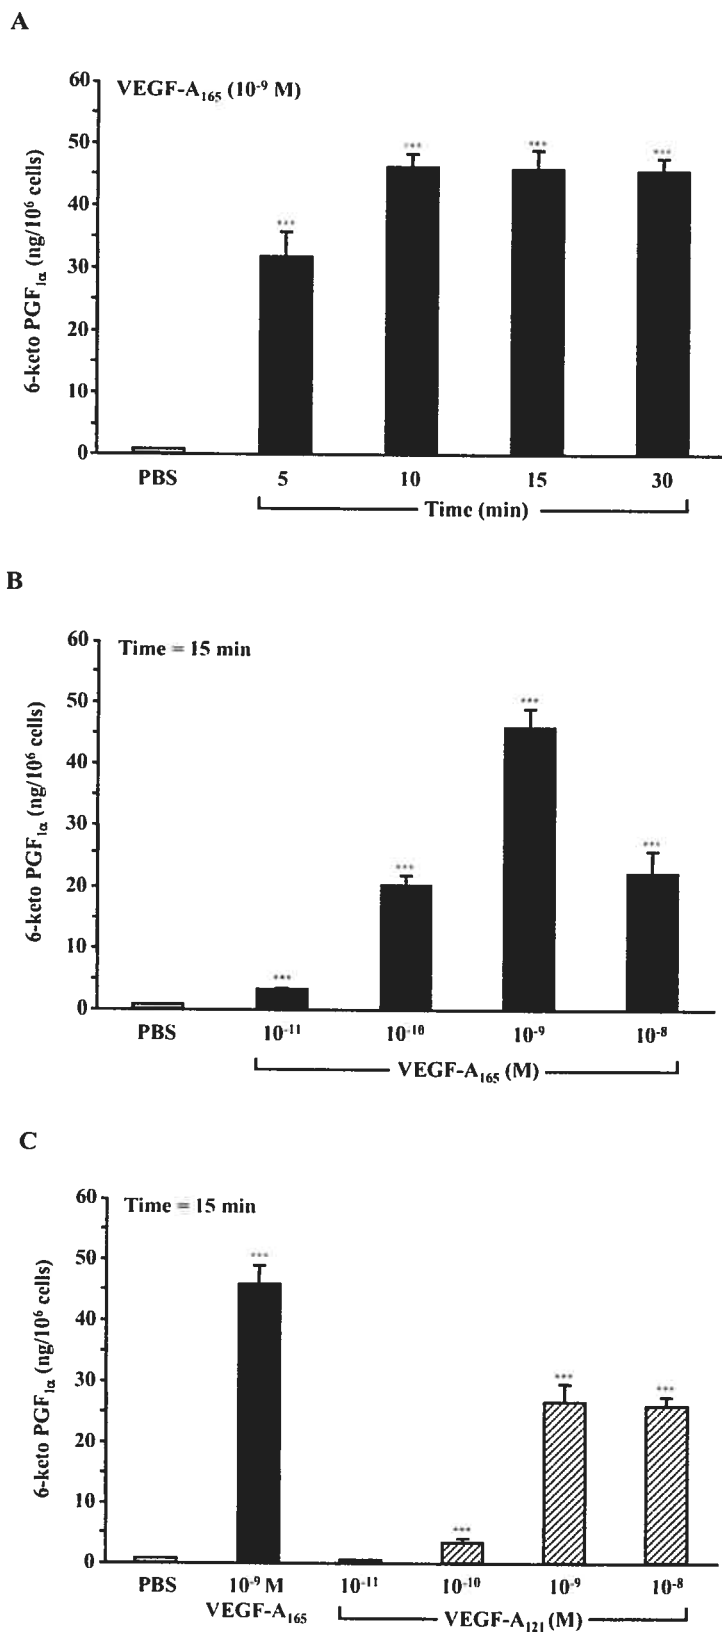 A
60
VEGF-A₁₆₅ (10⁻⁹ M)
***
***
***
***
50
40
30
20
10
0
6-keto PGF₁α (ng/10⁶ cells)
PBS
5
10
15
30
Time (min)
B
60
Time = 15 min
***
***
***
***
50
40
30
20
10
0
6-keto PGF₁α (ng/10⁶ cells)
PBS
10⁻¹¹
10⁻¹⁰
10⁻⁹
10⁻⁸
VEGF-A₁₆₅ (M)
C
60
Time = 15 min
***
***
***
***
50
40
30
20
10
0
6-keto PGF₁α (ng/10⁶ cells)
PBS
10⁻⁹ M
VEGF-A₁₆₅
10⁻¹¹
10⁻¹⁰
10⁻⁹
10⁻⁸
VEGF-A₁₂₁ (M)